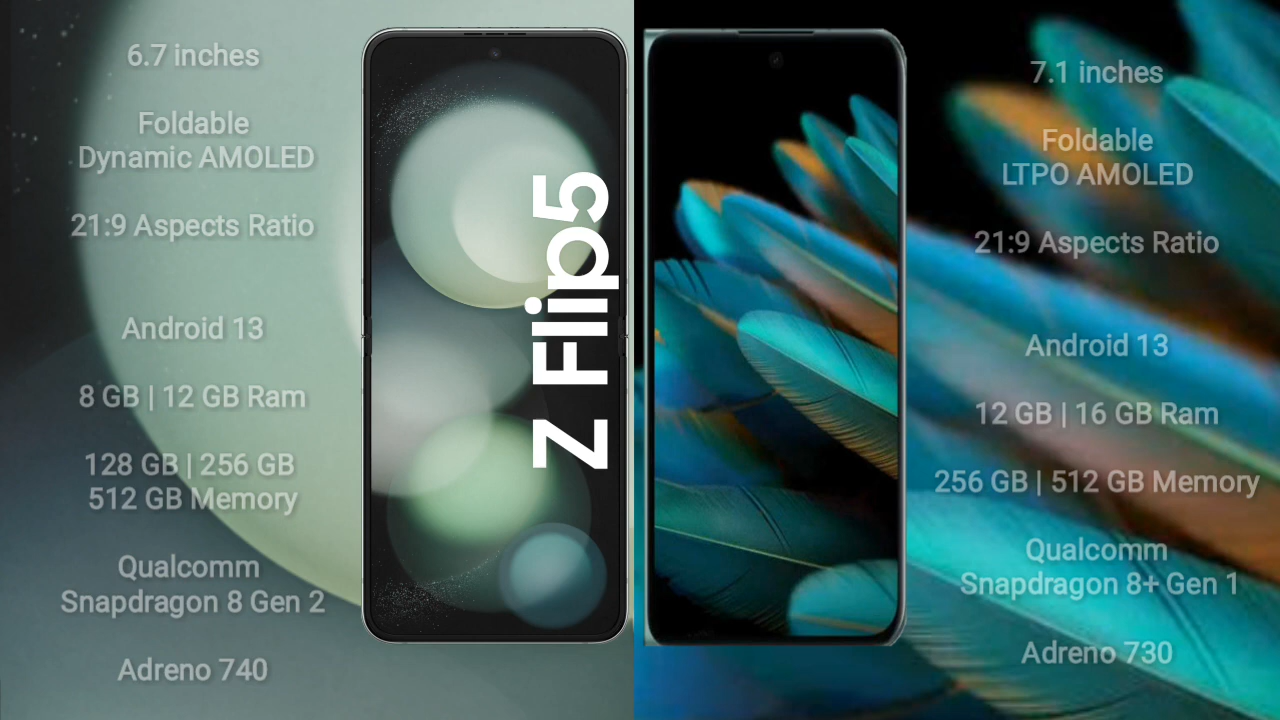 6.7 inches
Foldable
Dynamic AMOLED
21:9 Aspects Ratio
Android 13
8 GB | 12 GB Ram
128 GB | 256 GB
512 GB Memory
Qualcomm
Snapdragon 8 Gen 2
Adreno 740
Z Flip5
7.1 inches
Foldable
LTPO AMOLED
21:9 Aspects Ratio
Android 13
12 GB | 16 GB Ram
256 GB | 512 GB Memory
Qualcomm
Snapdragon 8+ Gen 1
Adreno 730